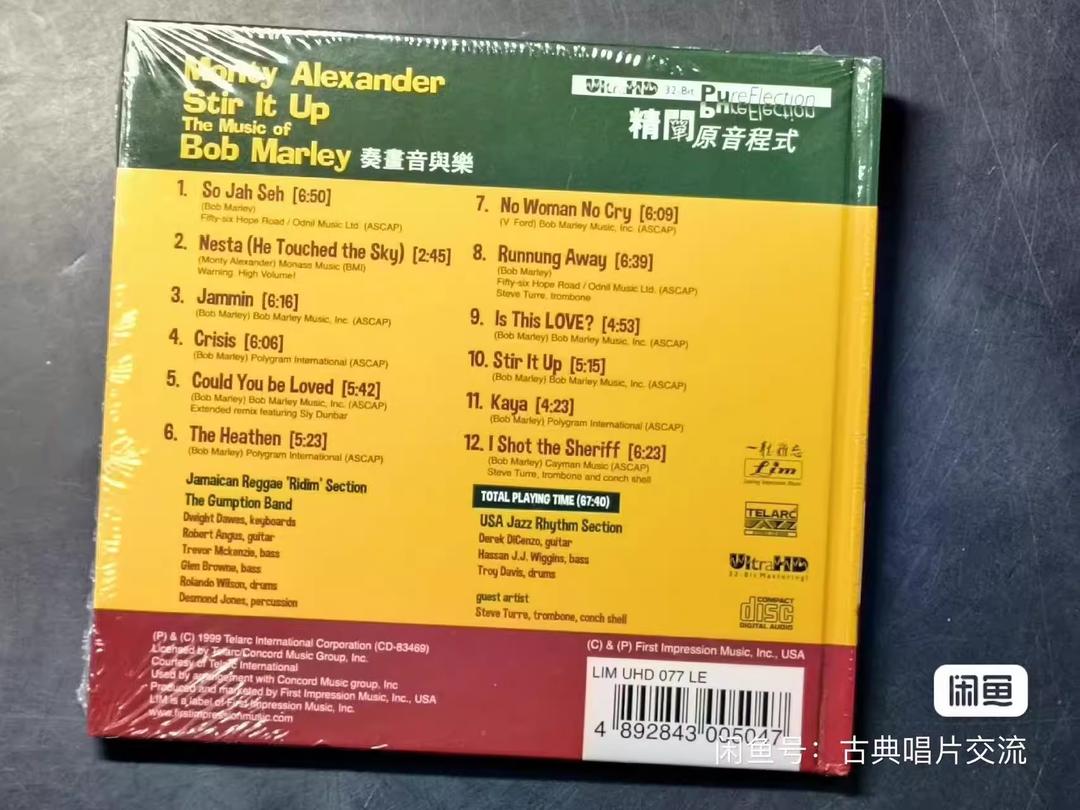 Monty Alexander
Stir It Up
The Music of
Bob Marley 奏畫音與樂
UltraHD 32-Bit PureFlection
PureFlection
精闡原音程式
1. So Jah Seh [6:50]
(Bob Marley)
Fifty-six Hope Road / Odnil Music Ltd. (ASCAP)
2. Nesta (He Touched the Sky) [2:45]
(Monty Alexander) Monass Music (BMI)
Warning. High Volume!
3. Jammin [6:16]
(Bob Marley) Bob Marley Music, Inc. (ASCAP)
4. Crisis [6:06]
(Bob Marley) Polygram International (ASCAP)
5. Could You be Loved [5:42]
(Bob Marley) Bob Marley Music, Inc. (ASCAP)
Extended remix featuring Sly Dunbar
6. The Heathen [5:23]
(Bob Marley) Polygram International (ASCAP)
Jamaican Reggae 'Ridim' Section
The Gumption Band
Dwight Dawes, keyboards
Robert Angus, guitar
Trevor Mckenzie, bass
Glen Browne, bass
Rolando Wilson, drums
Desmond Jones, percussion
7. No Woman No Cry [6:09]
(V Ford) Bob Marley Music, Inc. (ASCAP)
8. Runnung Away [6:39]
(Bob Marley)
Fifty-six Hope Road / Odnil Music Ltd. (ASCAP)
Steve Turre, trombone
9. Is This LOVE? [4:53]
(Bob Marley) Bob Marley Music, Inc. (ASCAP)
10. Stir It Up [5:15]
(Bob Marley) Bob Marley Music, Inc. (ASCAP)
11. Kaya [4:23]
(Bob Marley) Polygram International (ASCAP)
12. I Shot the Sheriff [6:23]
(Bob Marley) Cayman Music (ASCAP)
Steve Turre, trombone and conch shell
TOTAL PLAYING TIME (67:40)
USA Jazz Rhythm Section
Derek DiCenzo, guitar
Hassan J.J. Wiggins, bass
Troy Davis, drums
guest artist
Steve Turre, trombone, conch shell
一聽難忘
Lim
Lasting Impression Music
TELARC
JAZZ
UltraHD
32-Bit Mastering!
COMPACT
disc
DIGITAL AUDIO
(P) & (C) 1999 Telarc International Corporation (CD-83469)
Licensed by Telarc/Concord Music Group, Inc.
Courtesy of Telarc International
Used by arrangement with Concord Music group, Inc
Produced and marketed by First Impression Music, Inc., USA
LIM is a label of First Impression Music, Inc.
www.firstimpressionmusic.com
(C) & (P) First Impression Music, Inc., USA
LIM UHD 077 LE
4 892843 005047
闲鱼
闲鱼号：古典唱片交流